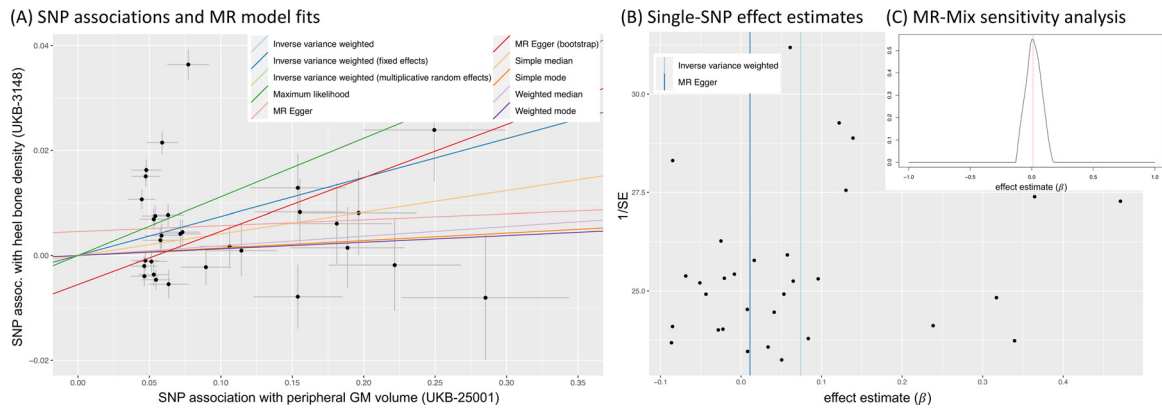 (A) SNP associations and MR model fits
0.04
0.02
0.00
−0.02
SNP assoc. with heel bone density (UKB-3148)
Inverse variance weighted
Inverse variance weighted (fixed effects)
Inverse variance weighted (multiplicative random effects)
Maximum likelihood
MR Egger
MR Egger (bootstrap)
Simple median
Simple mode
Weighted median
Weighted mode
0.00 0.05 0.10 0.15 0.20 0.25 0.30 0.35
SNP association with peripheral GM volume (UKB-25001)
(B) Single-SNP effect estimates
30.0
27.5
25.0
1/SE
Inverse variance weighted
MR Egger
−0.1 0.0 0.1 0.2 0.3 0.4
effect estimate (β)
(C) MR-Mix sensitivity analysis
0.5
0.4
0.3
0.2
0.1
0.0
−1.0 −0.5 0.0 0.5 1.0
effect estimate (β)